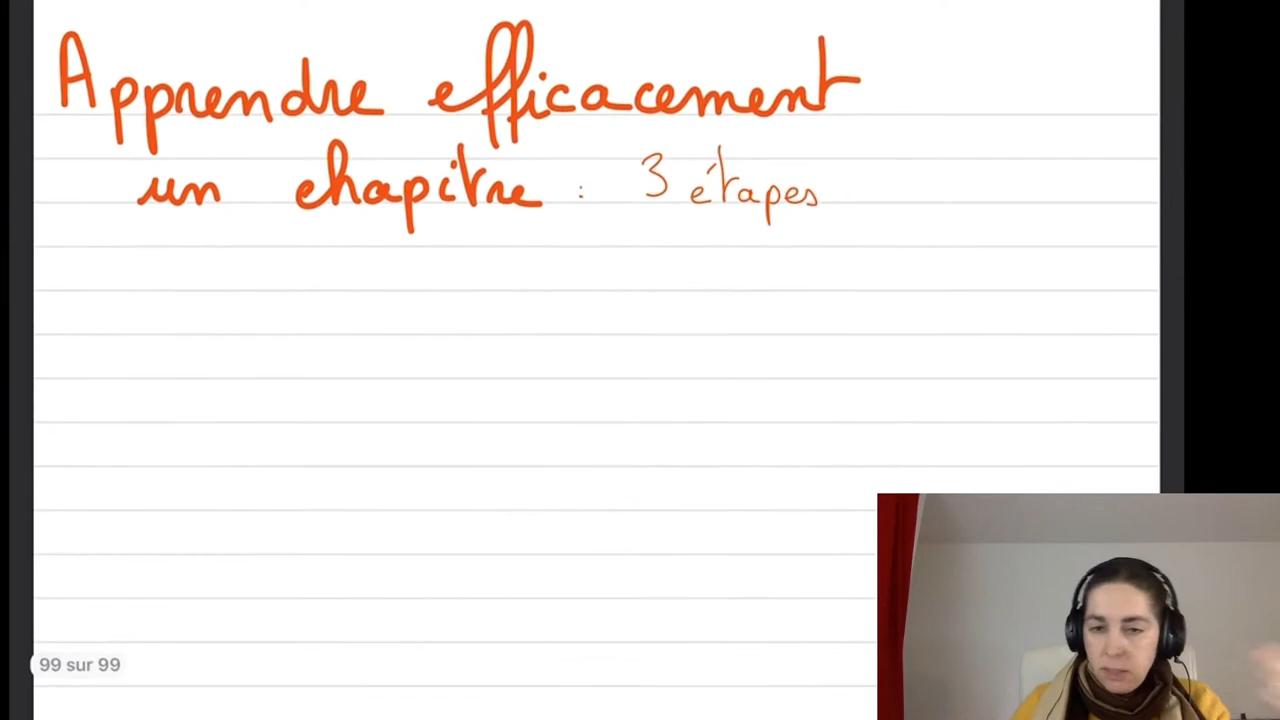 Apprendre efficacement
un chapitre : 3 étapes
99 sur 99